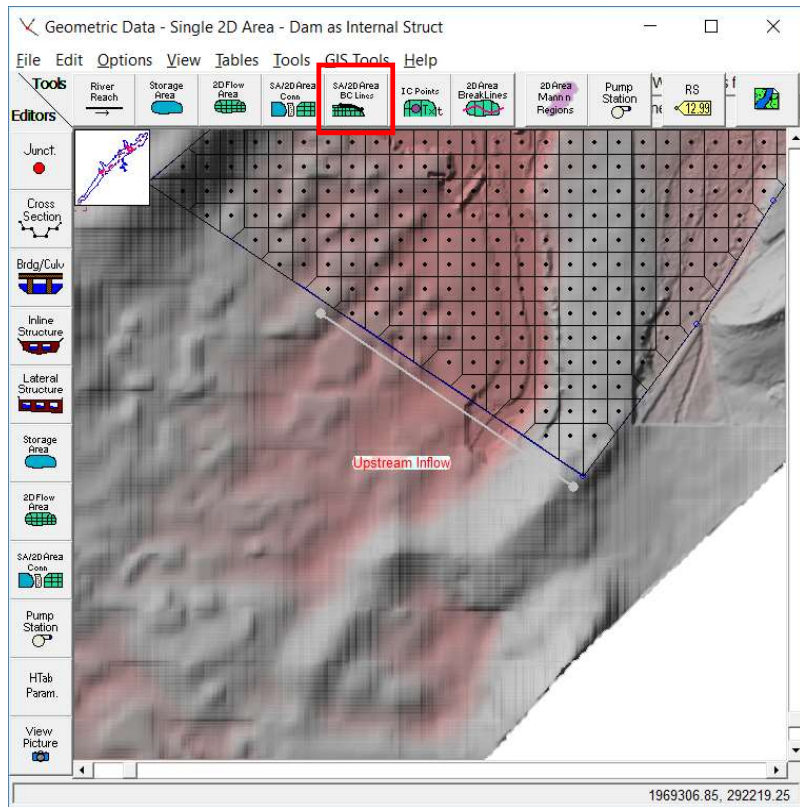 Geometric Data - Single 2D Area - Dam as Internal Struct
File Edit Options View Tables Tools GIS Tools Help
Tools
Editors
River
Reach
Storage
Area
2D Flow
Area
SA/2D Area
Conn
SA/2D Area
BC Lines
IC Points
2D Area
BreakLines
2D Area
Mann n
Regions
Pump
Station
RS
12.99
Junct.
Cross
Section
Brdg/Culv
Inline
Structure
Lateral
Structure
Storage
Area
2D Flow
Area
SA/2D Area
Conn
Pump
Station
HTab
Param.
View
Picture
Upstream Inflow
1969306.85, 292219.25